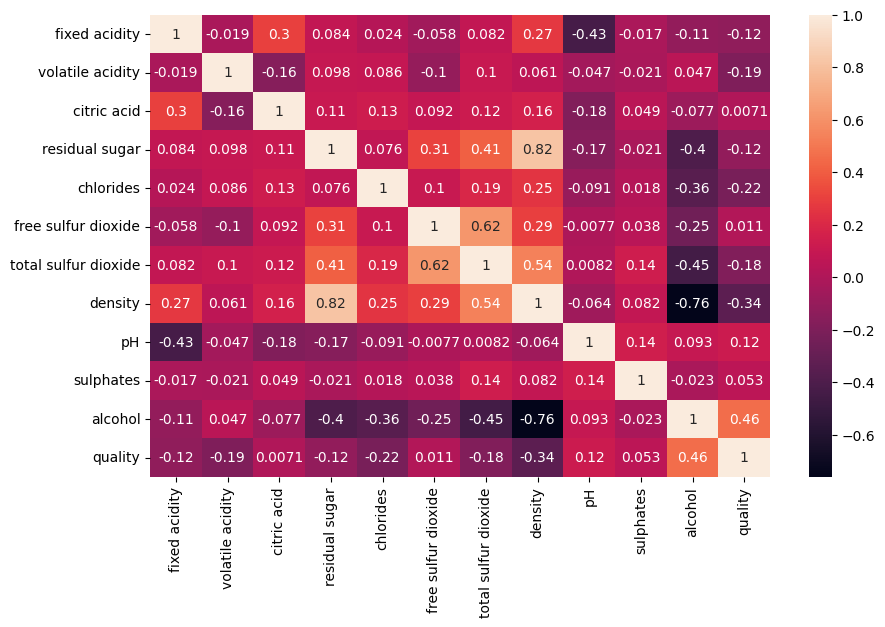 fixed acidity 1 -0.019 0.3 0.084 0.024 -0.058 0.082 0.27 -0.43 -0.017 -0.11 -0.12
volatile acidity -0.019 1 -0.16 0.098 0.086 -0.1 0.1 0.061 -0.047 -0.021 0.047 -0.19
citric acid 0.3 -0.16 1 0.11 0.13 0.092 0.12 0.16 -0.18 0.049 -0.077 0.0071
residual sugar 0.084 0.098 0.11 1 0.076 0.31 0.41 0.82 -0.17 -0.021 -0.4 -0.12
chlorides 0.024 0.086 0.13 0.076 1 0.1 0.19 0.25 -0.091 0.018 -0.36 -0.22
free sulfur dioxide -0.058 -0.1 0.092 0.31 0.1 1 0.62 0.29 -0.0077 0.038 -0.25 0.011
total sulfur dioxide 0.082 0.1 0.12 0.41 0.19 0.62 1 0.54 0.0082 0.14 -0.45 -0.18
density 0.27 0.061 0.16 0.82 0.25 0.29 0.54 1 -0.064 0.082 -0.76 -0.34
pH -0.43 -0.047 -0.18 -0.17 -0.091 -0.0077 0.0082 -0.064 1 0.14 0.093 0.12
sulphates -0.017 -0.021 0.049 -0.021 0.018 0.038 0.14 0.082 0.14 1 -0.023 0.053
alcohol -0.11 0.047 -0.077 -0.4 -0.36 -0.25 -0.45 -0.76 0.093 -0.023 1 0.46
quality -0.12 -0.19 0.0071 -0.12 -0.22 0.011 -0.18 -0.34 0.12 0.053 0.46 1
fixed acidity
volatile acidity
citric acid
residual sugar
chlorides
free sulfur dioxide
total sulfur dioxide
density
pH
sulphates
alcohol
quality
1.0
0.8
0.6
0.4
0.2
0.0
−0.2
−0.4
−0.6